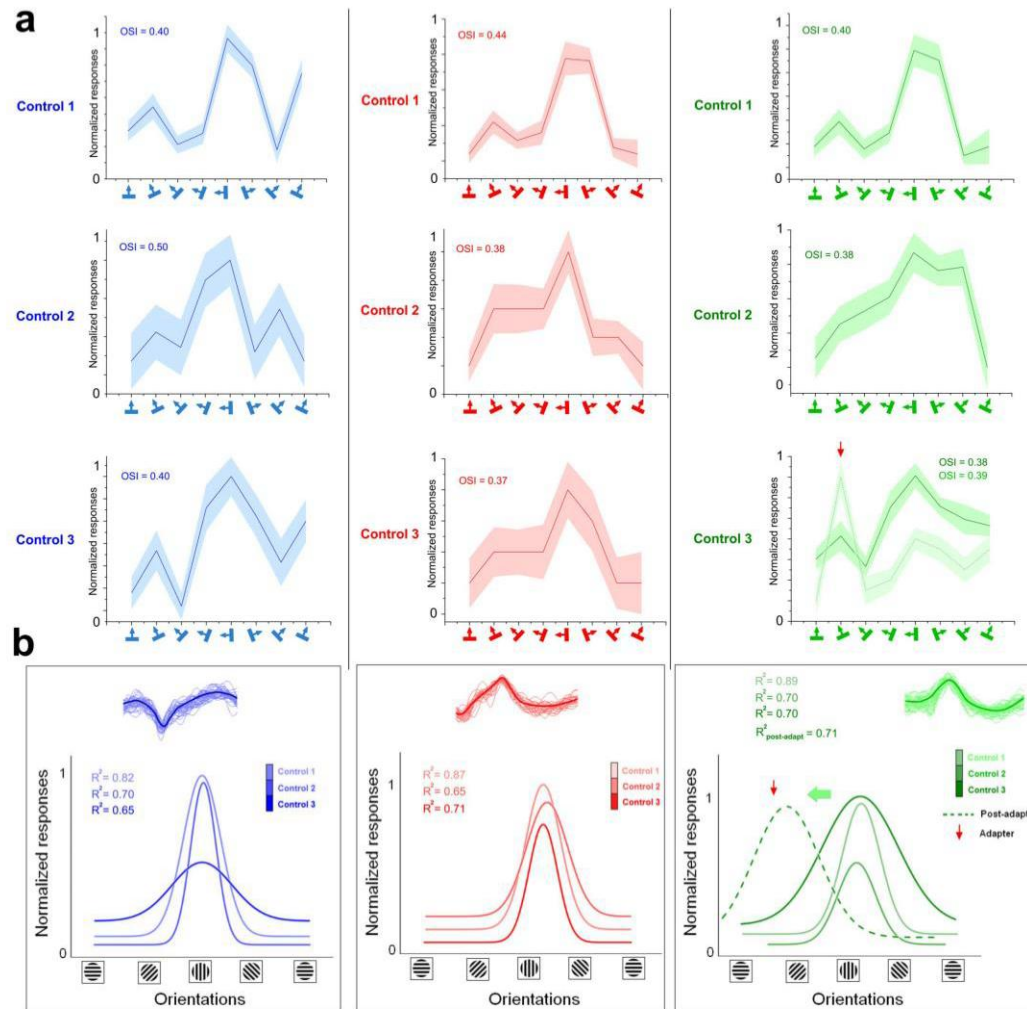 a
1
OSI = 0.40
Control 1
Normalized responses
0
1
OSI = 0.44
Control 1
Normalized responses
0
1
OSI = 0.40
Control 1
Normalized responses
0
1
OSI = 0.50
Control 2
Normalized responses
0
1
OSI = 0.38
Control 2
Normalized responses
0
1
OSI = 0.38
Control 2
Normalized responses
0
1
OSI = 0.40
Control 3
Normalized responses
0
1
OSI = 0.37
Control 3
Normalized responses
0
1
OSI = 0.38
OSI = 0.39
Control 3
Normalized responses
0
b
1
R² = 0.82
R² = 0.70
R² = 0.65
Control 1
Control 2
Control 3
Normalized responses
0
Orientations
1
R² = 0.87
R² = 0.65
R² = 0.71
Control 1
Control 2
Control 3
Normalized responses
0
Orientations
R² = 0.89
R² = 0.70
R² = 0.70
R² post-adapt = 0.71
Control 1
Control 2
Control 3
Post-adapt
Adapter
1
Normalized responses
0
Orientations